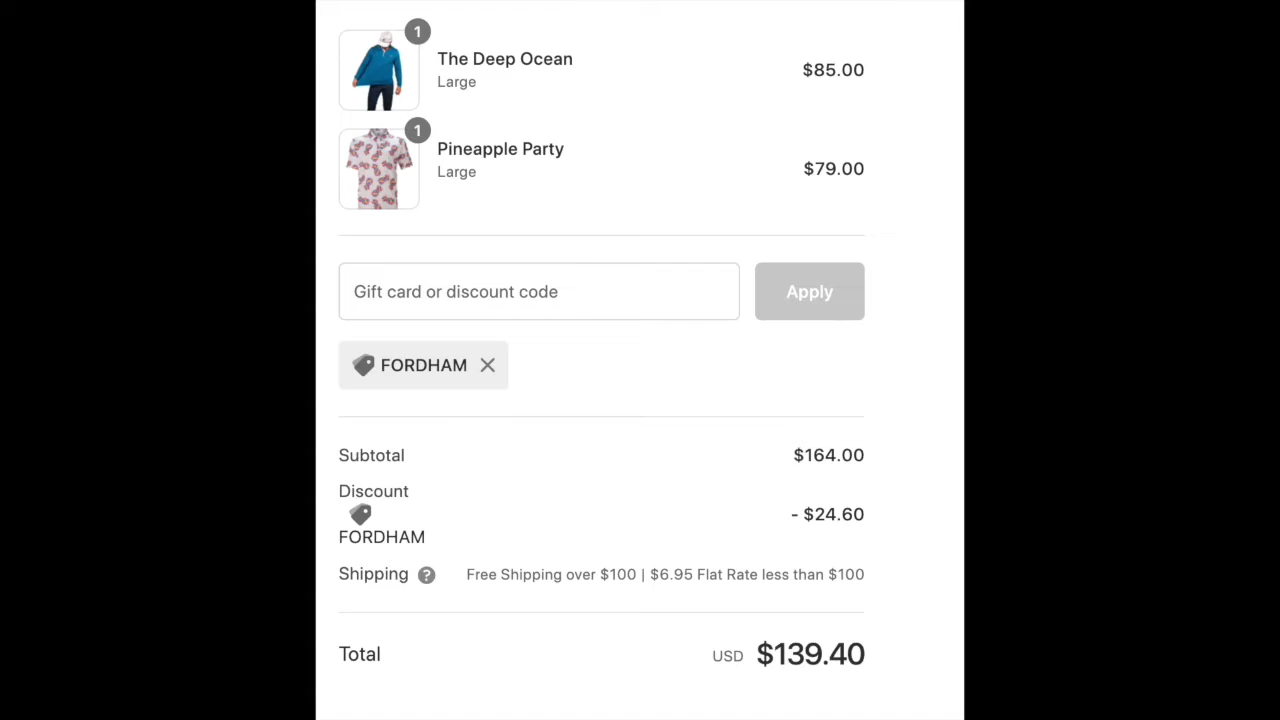 1
The Deep Ocean
Large
$85.00
1
Pineapple Party
Large
$79.00
Gift card or discount code
Apply
FORDHAM
Subtotal $164.00
Discount
FORDHAM
- $24.60
Shipping ? Free Shipping over $100 | $6.95 Flat Rate less than $100
Total USD $139.40